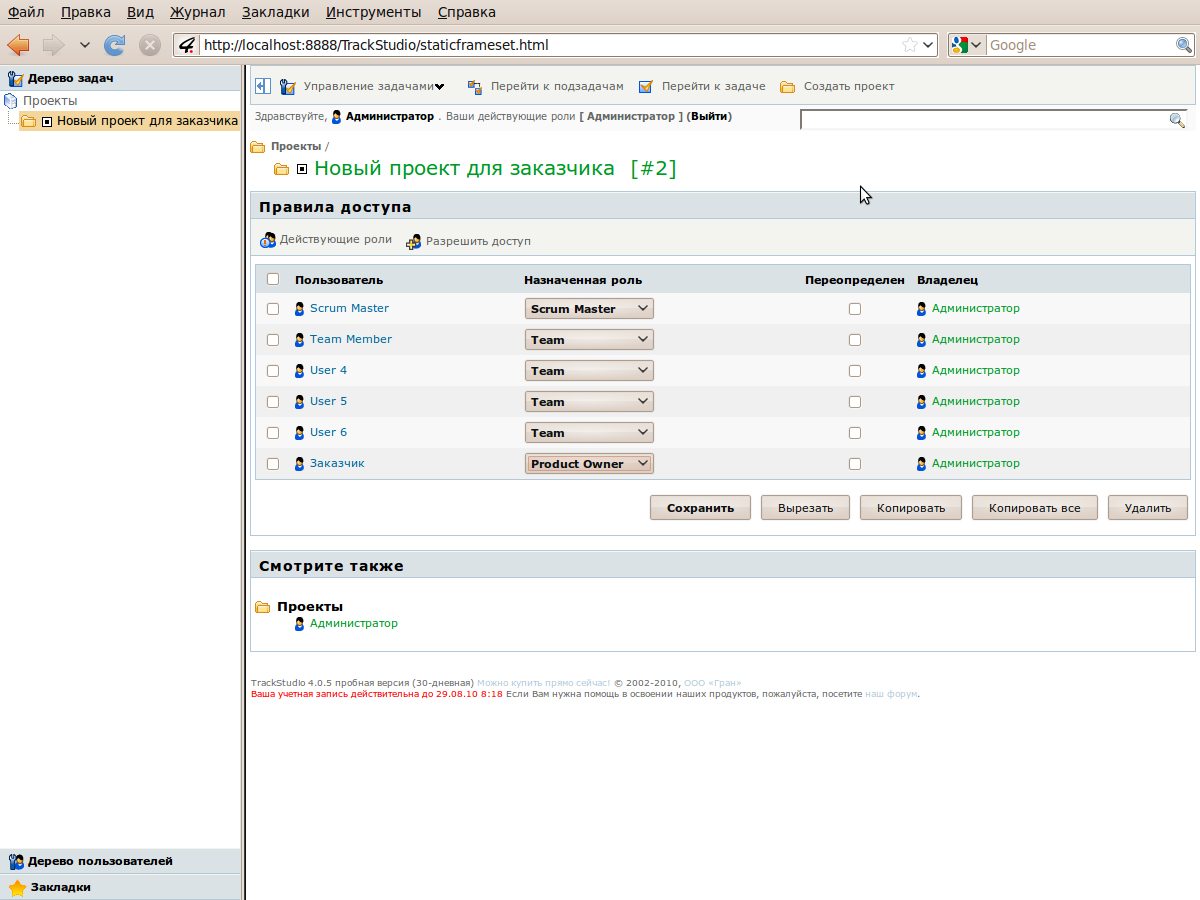 Файл Правка Вид Журнал Закладки Инструменты Справка
http://localhost:8888/TrackStudio/staticframeset.html
Google
Дерево задач
Проекты
Новый проект для заказчика
Управление задачами Перейти к подзадачам Перейти к задаче Создать проект
Здравствуйте, Администратор . Ваши действующие роли [ Администратор ] (Выйти)
Проекты /
Новый проект для заказчика [#2]
Правила доступа
Действующие роли Разрешить доступ
Пользователь Назначенная роль Переопределен Владелец
Scrum Master Scrum Master Администратор
Team Member Team Администратор
User 4 Team Администратор
User 5 Team Администратор
User 6 Team Администратор
Заказчик Product Owner Администратор
Сохранить Вырезать Копировать Копировать все Удалить
Смотрите также
Проекты
Администратор
TrackStudio 4.0.5 пробная версия (30-дневная) Можно купить прямо сейчас! © 2002-2010, ООО «Гран»
Ваша учетная запись действительна до 29.08.10 8:18 Если Вам нужна помощь в освоении наших продуктов, пожалуйста, посетите наш форум.
Дерево пользователей
Закладки